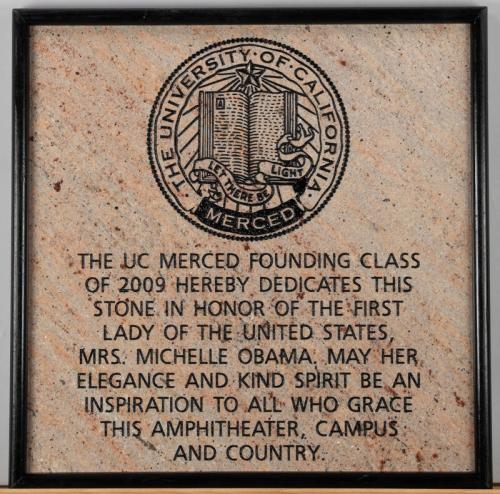 THE UNIVERSITY · OF · CALIFORNIA
LET THERE BE
LIGHT
MERCED
THE UC MERCED FOUNDING CLASS
OF 2009 HEREBY DEDICATES THIS
STONE IN HONOR OF THE FIRST
LADY OF THE UNITED STATES,
MRS. MICHELLE OBAMA. MAY HER
ELEGANCE AND KIND SPIRIT BE AN
INSPIRATION TO ALL WHO GRACE
THIS AMPHITHEATER, CAMPUS
AND COUNTRY.